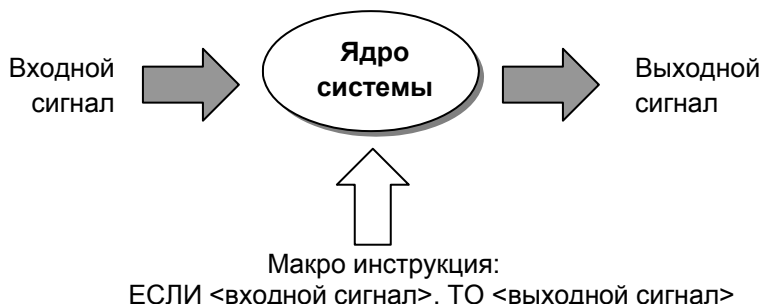 Входной
сигнал
Ядро
системы
Выходной
сигнал
Макро инструкция:
ЕСЛИ <входной сигнал>, ТО <выходной сигнал>